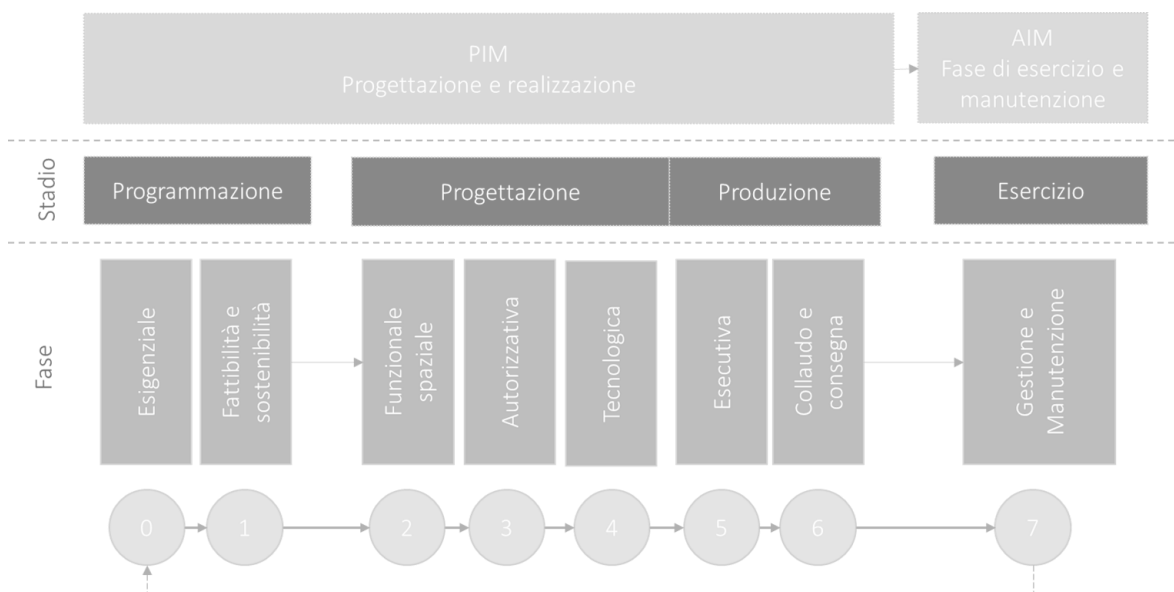 PIM
Progettazione e realizzazione
AIM
Fase di esercizio e
manutenzione
Stadio
Programmazione
Progettazione
Produzione
Esercizio
Fase
Esigenziale
Fattibilità e
sostenibilità
Funzionale
spaziale
Autorizzativa
Tecnologica
Esecutiva
Collaudo e
consegna
Gestione e
Manutenzione
0
1
2
3
4
5
6
7